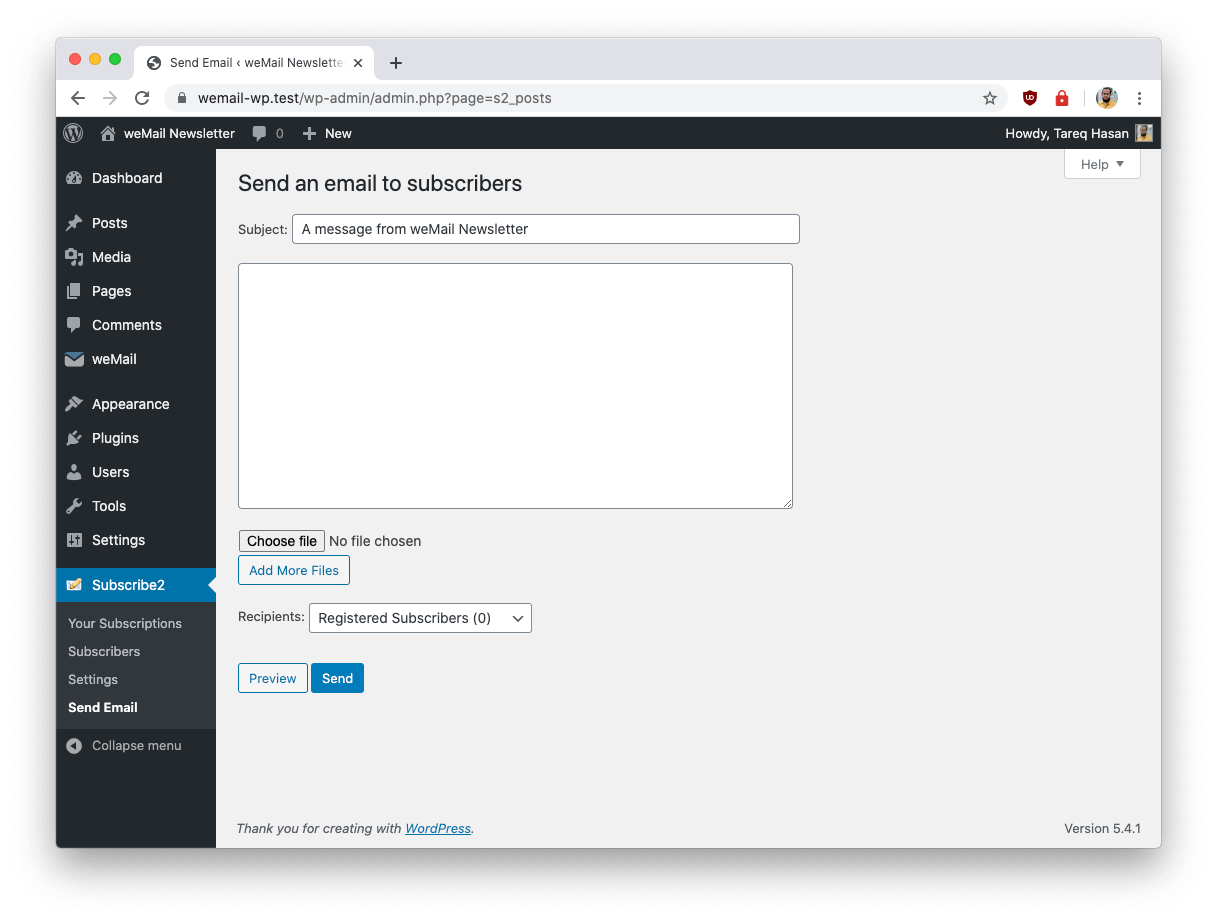 Send Email ‹ weMail Newslette
wemail-wp.test/wp-admin/admin.php?page=s2_posts
weMail Newsletter 0 New Howdy, Tareq Hasan
Help
Dashboard
Posts
Media
Pages
Comments
weMail
Appearance
Plugins
Users
Tools
Settings
Subscribe2
Your Subscriptions
Subscribers
Settings
Send Email
Collapse menu
Send an email to subscribers
Subject: A message from weMail Newsletter
Choose file No file chosen
Add More Files
Recipients: Registered Subscribers (0)
Preview Send
Thank you for creating with WordPress. Version 5.4.1